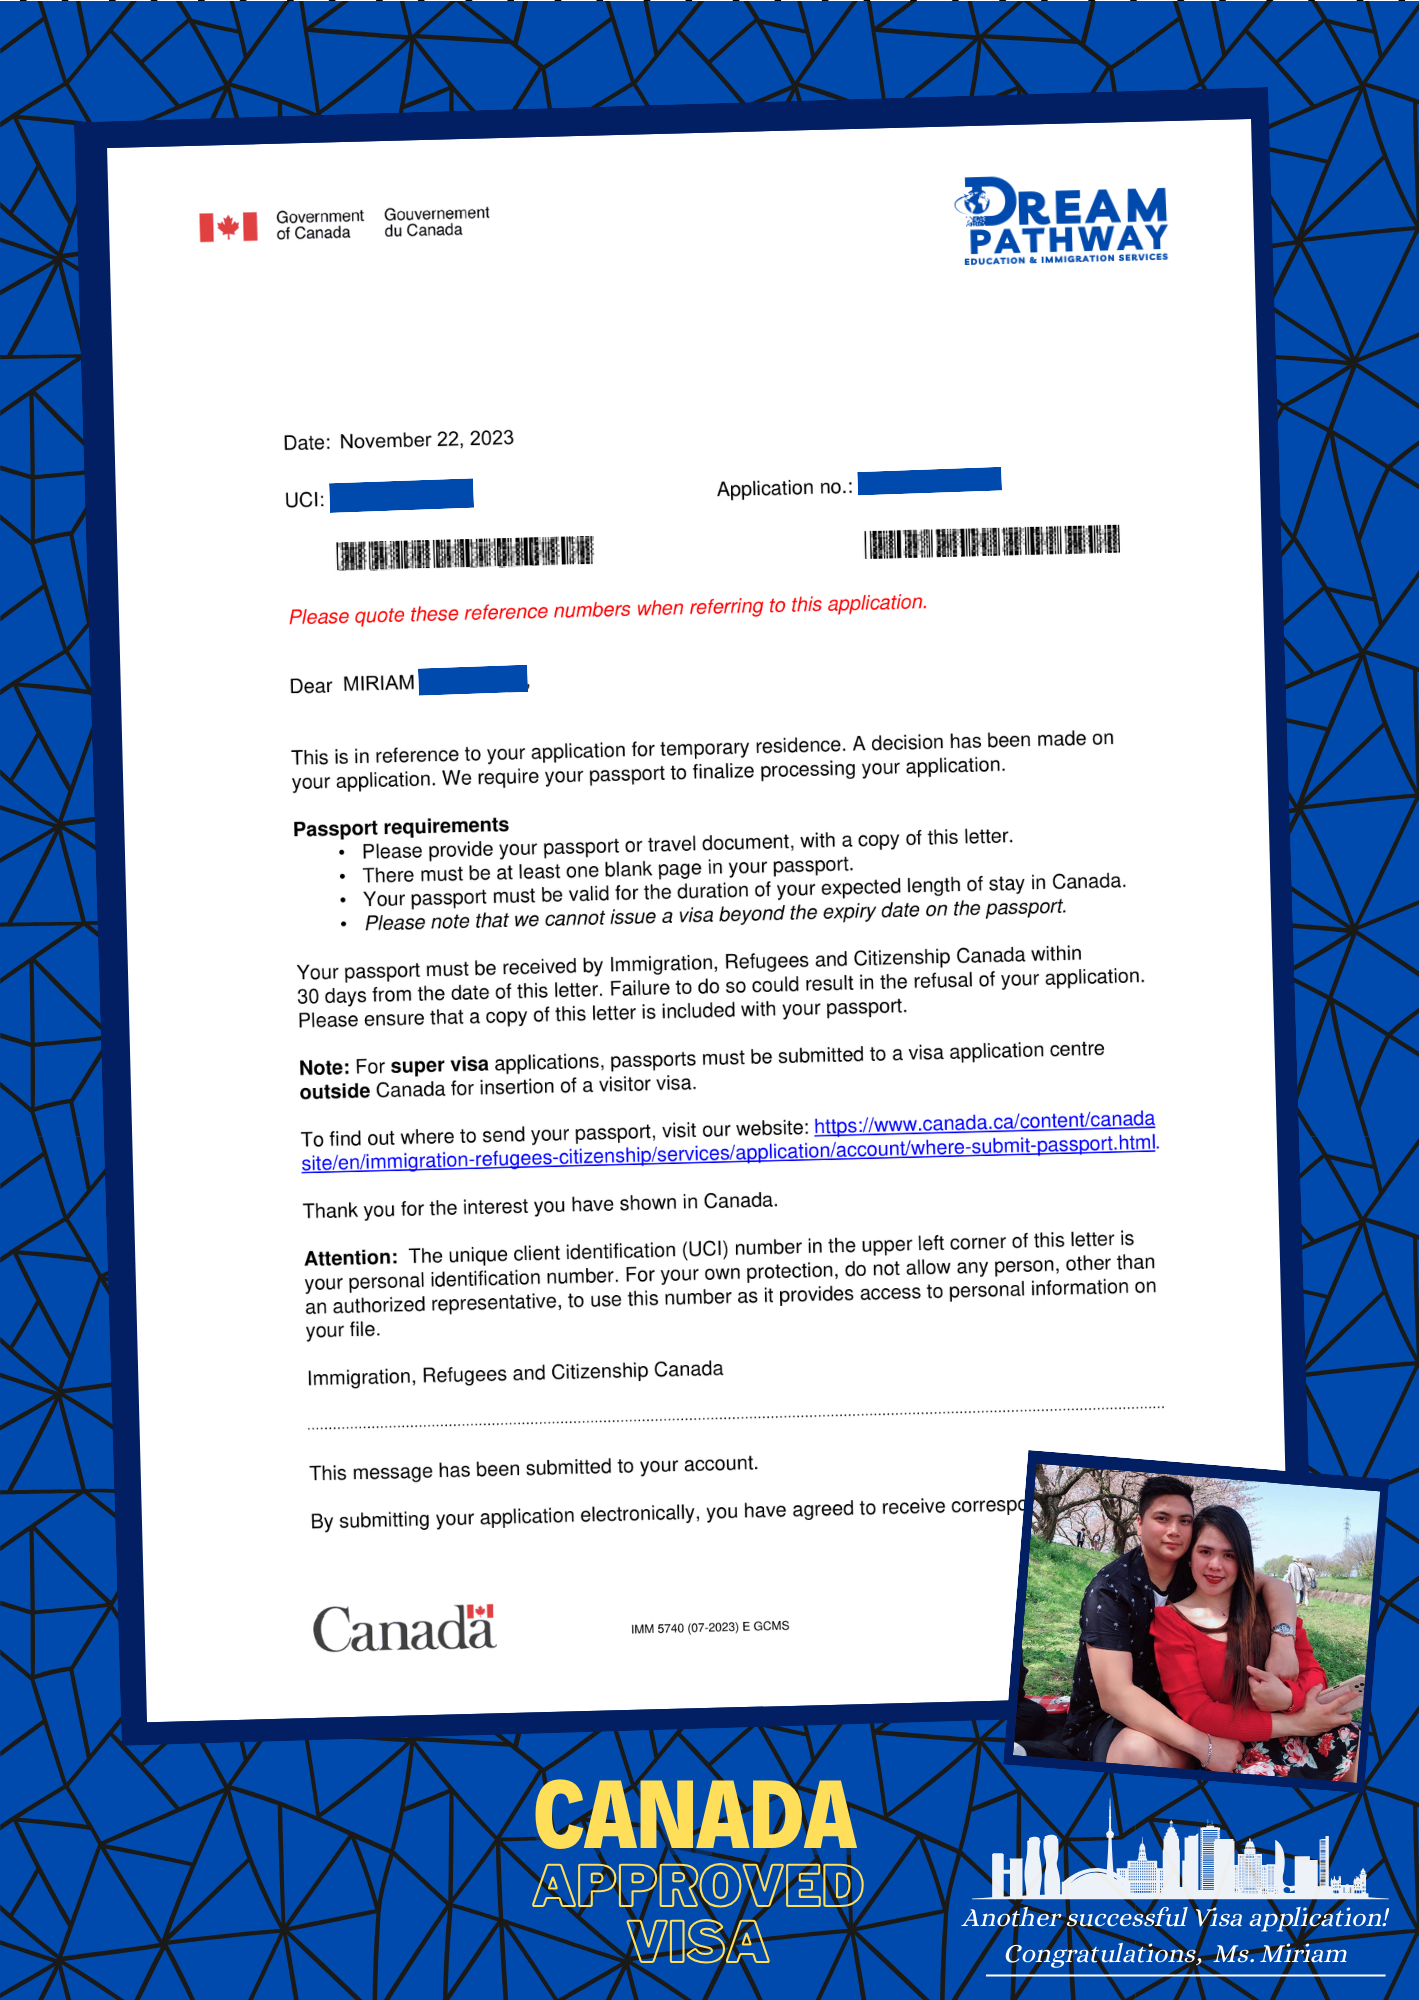 Government of Canada
Gouvernement du Canada
DREAM
PATHWAY
EDUCATION & IMMIGRATION SERVICES
Date: November 22, 2023
UCI:
Application no.:
Please quote these reference numbers when referring to this application.
Dear MIRIAM
This is in reference to your application for temporary residence. A decision has been made on
your application. We require your passport to finalize processing your application.
Passport requirements
• Please provide your passport or travel document, with a copy of this letter.
• There must be at least one blank page in your passport.
• Your passport must be valid for the duration of your expected length of stay in Canada.
• Please note that we cannot issue a visa beyond the expiry date on the passport.
Your passport must be received by Immigration, Refugees and Citizenship Canada within
30 days from the date of this letter. Failure to do so could result in the refusal of your application.
Please ensure that a copy of this letter is included with your passport.
Note: For super visa applications, passports must be submitted to a visa application centre
outside Canada for insertion of a visitor visa.
To find out where to send your passport, visit our website: https://www.canada.ca/content/canada
site/en/immigration-refugees-citizenship/services/application/account/where-submit-passport.html.
Thank you for the interest you have shown in Canada.
Attention: The unique client identification (UCI) number in the upper left corner of this letter is
your personal identification number. For your own protection, do not allow any person, other than
an authorized representative, to use this number as it provides access to personal information on
your file.
Immigration, Refugees and Citizenship Canada
This message has been submitted to your account.
By submitting your application electronically, you have agreed to receive correspo
Canada
IMM 5740 (07-2023) E GCMS
CANADA
APPROVED
VISA
Another successful Visa application!
Congratulations, Ms. Miriam